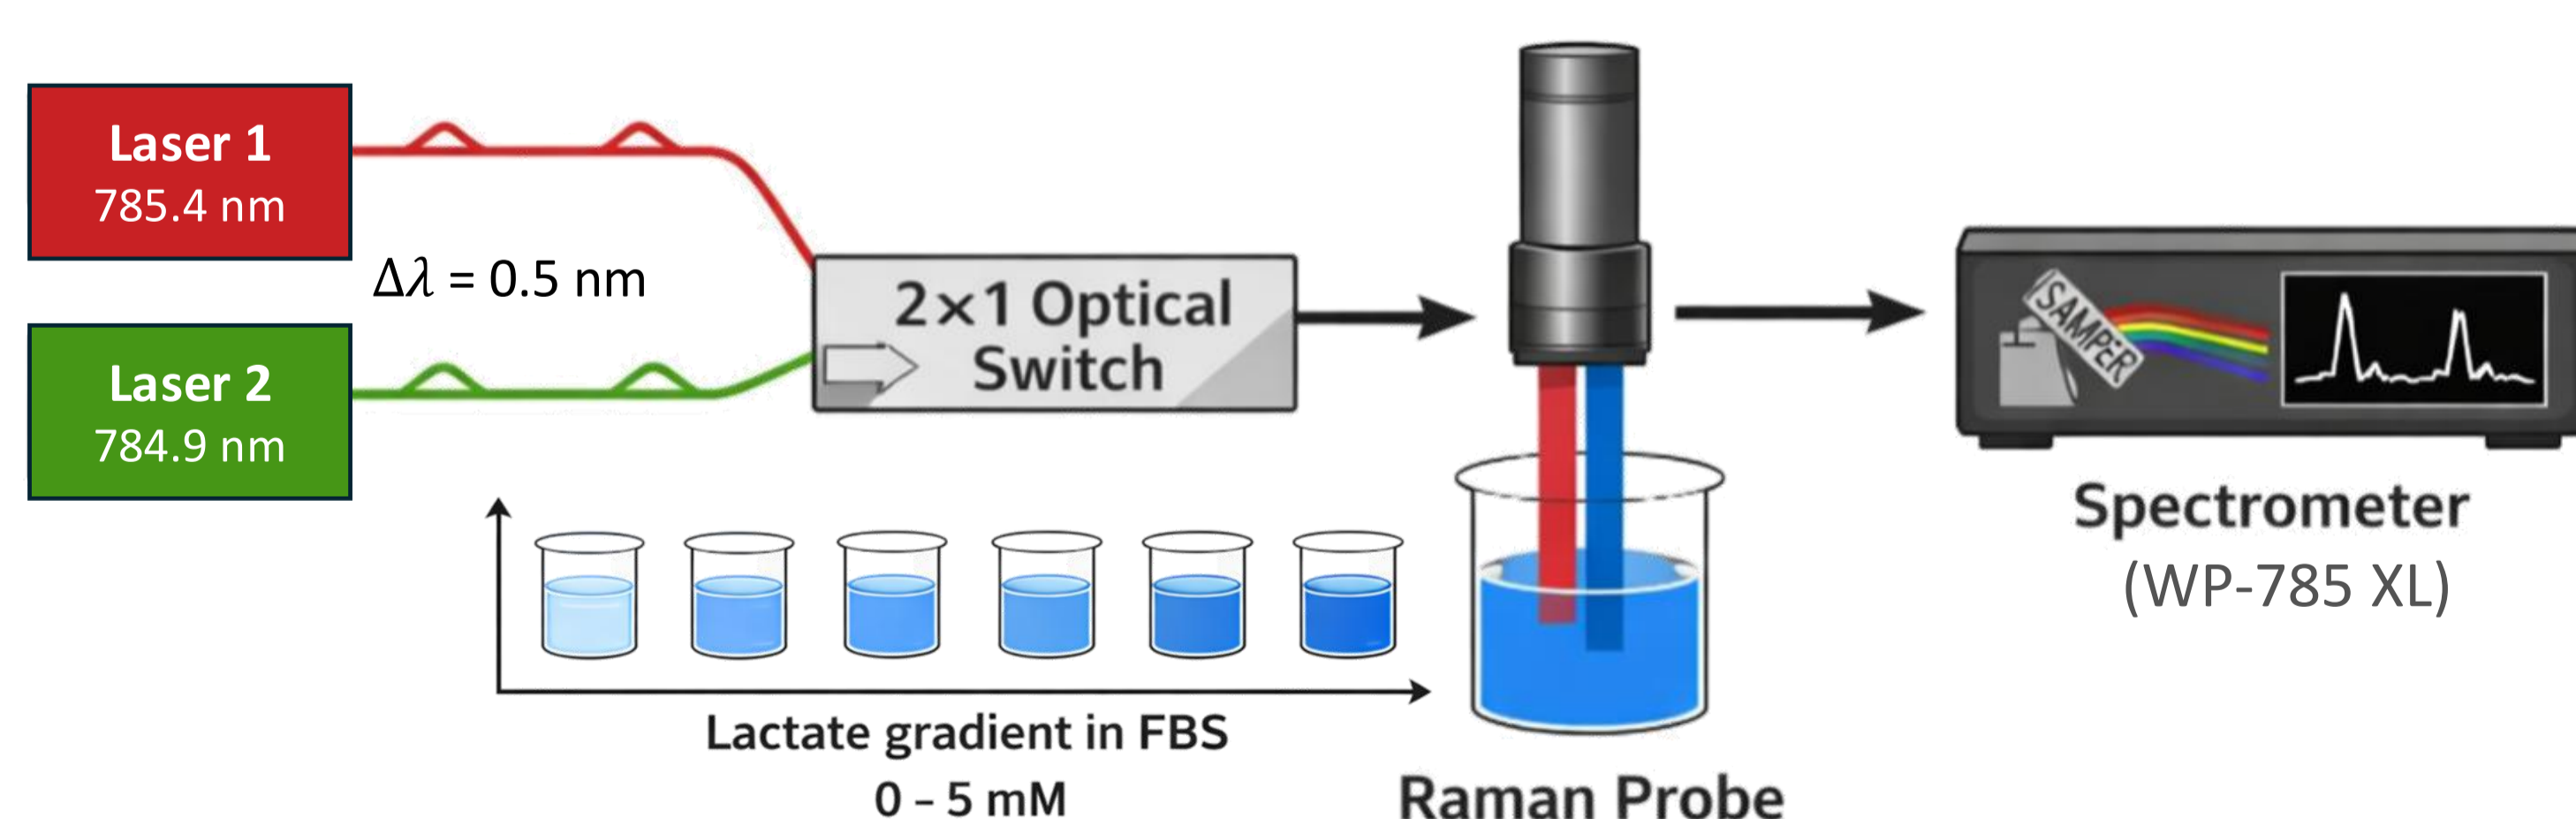 Laser 1
785.4 nm
Δλ = 0.5 nm
Laser 2
784.9 nm
2×1 Optical
Switch
SAMPER
Spectrometer
(WP-785 XL)
Lactate gradient in FBS
0 – 5 mM
Raman Probe